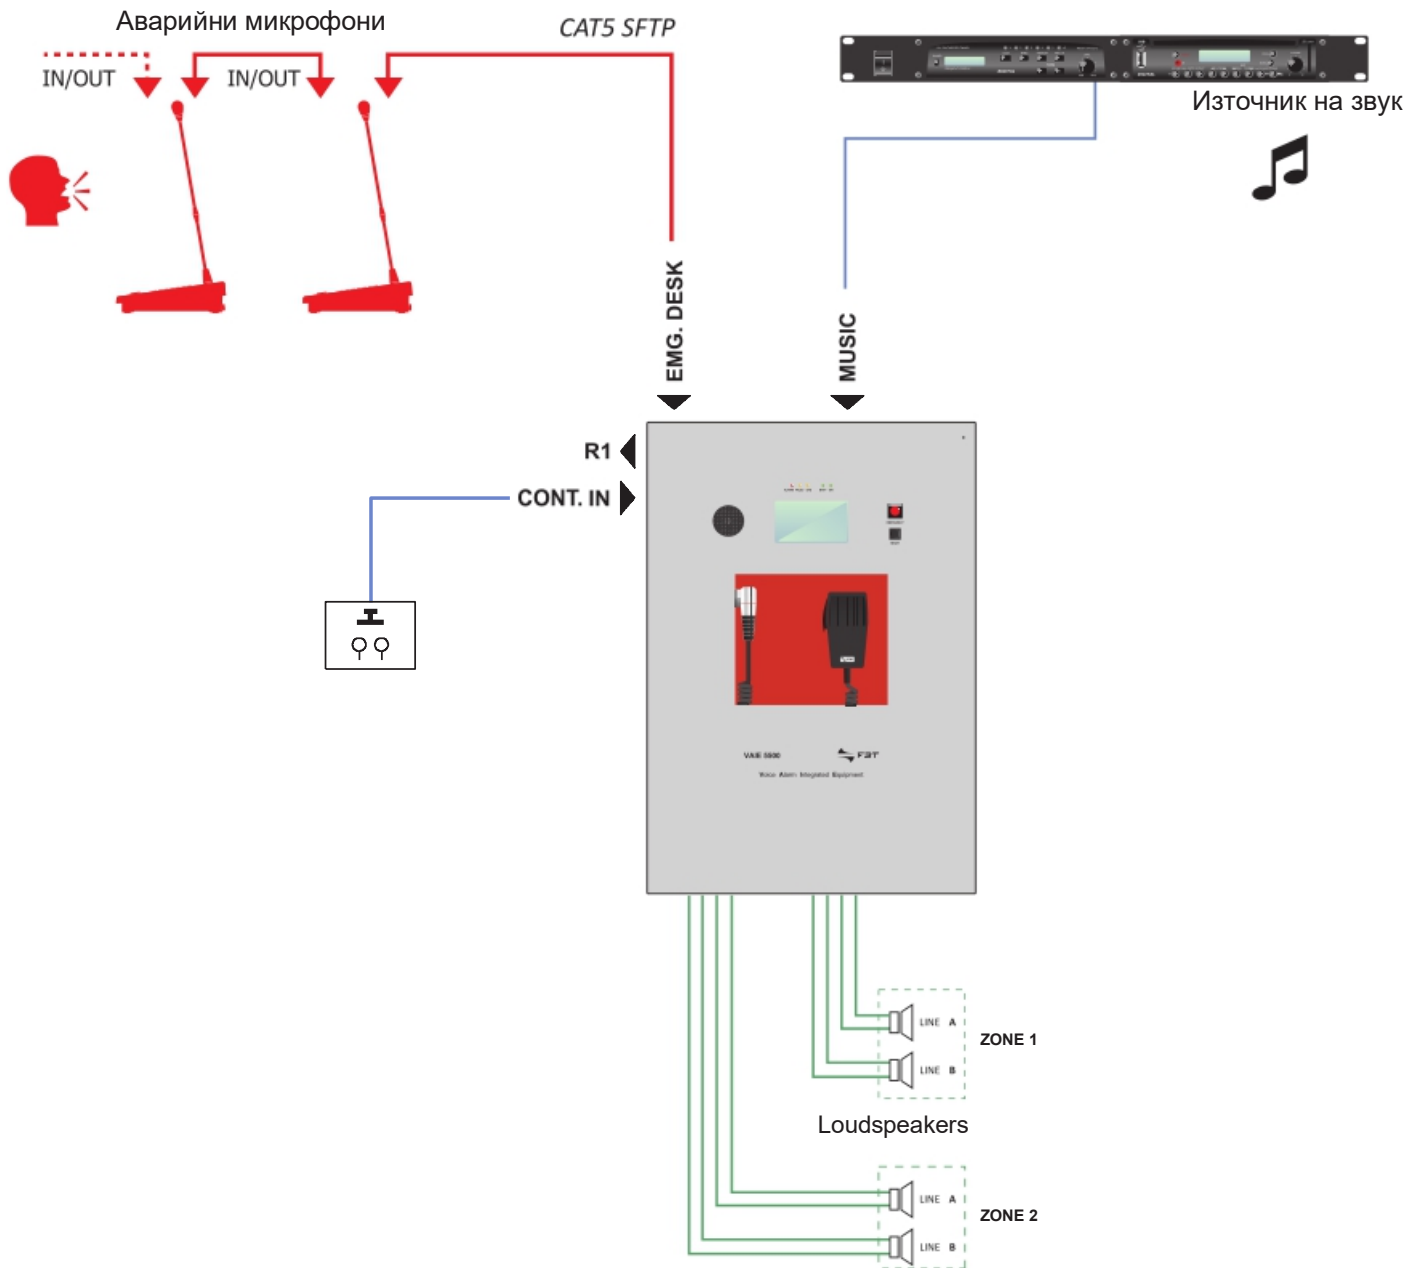 Аварийни микрофони
CAT5 SFTP
IN/OUT
IN/OUT
Източник на звук
EMG. DESK
MUSIC
R1
CONT. IN
VAIE 5500
FBT
Voice Alarm Integrated Equipment
LINE A
ZONE 1
LINE B
Loudspeakers
LINE A
ZONE 2
LINE B